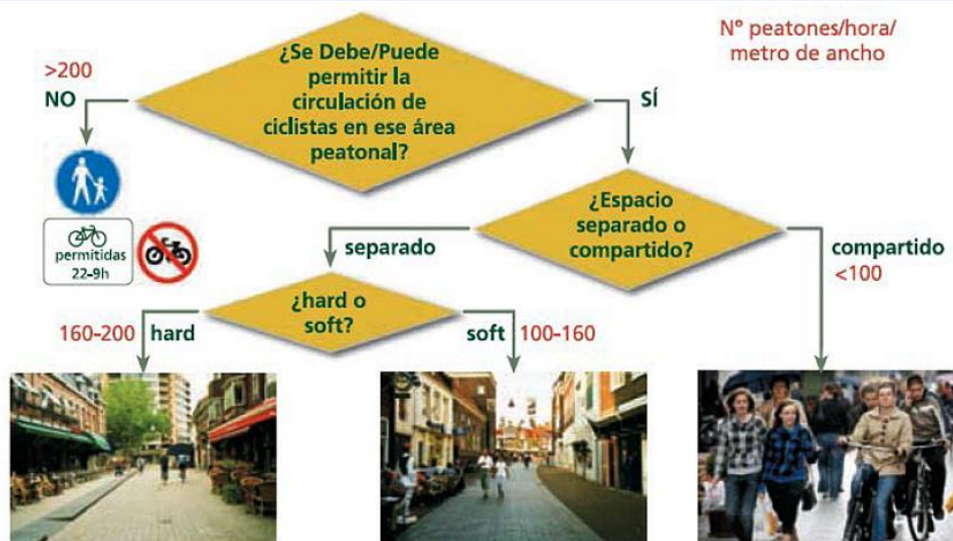 Nº peatones/hora/
metro de ancho
¿Se Debe/Puede
permitir la
circulación de
ciclistas en ese área
peatonal?
>200
NO
SÍ
permitidas
22-9h
¿Espacio
separado o
compartido?
separado
compartido
<100
¿hard o
soft?
160-200 hard
soft 100-160